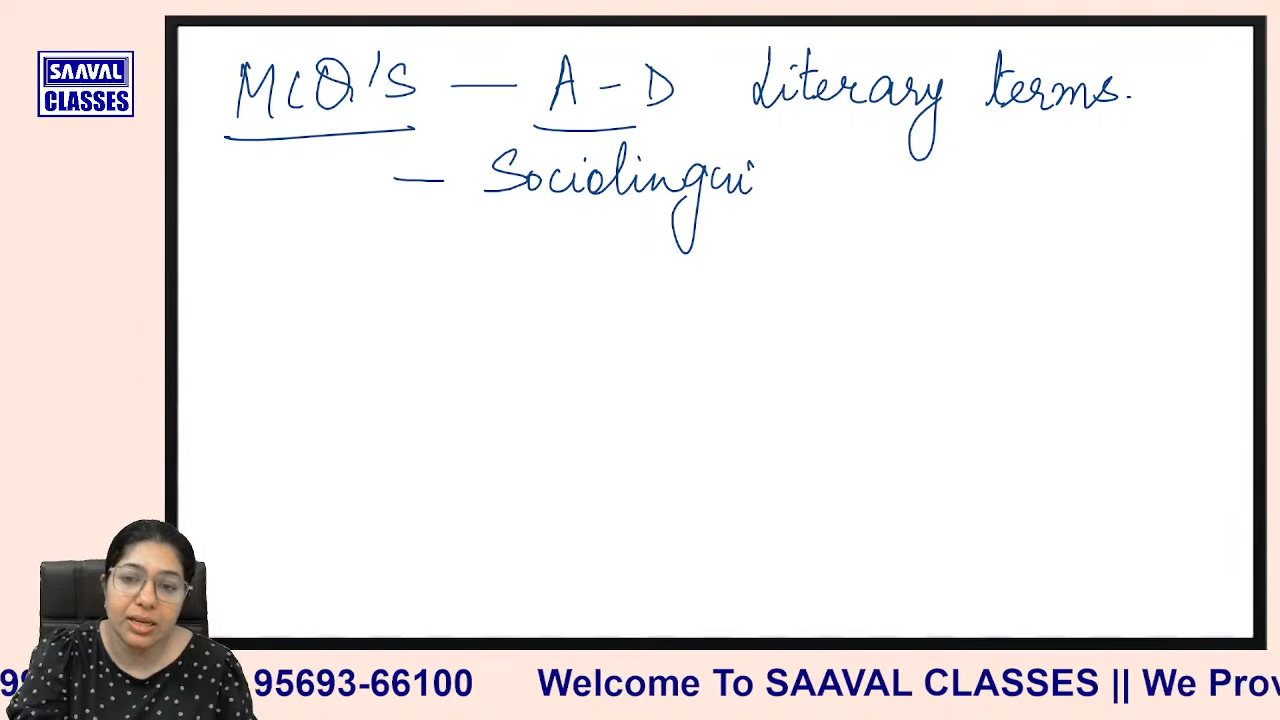 SAAVAL
CLASSES
MCQ'S — A-D Literary terms.
— Sociolingui
95693-66100 Welcome To SAAVAL CLASSES || We Prov